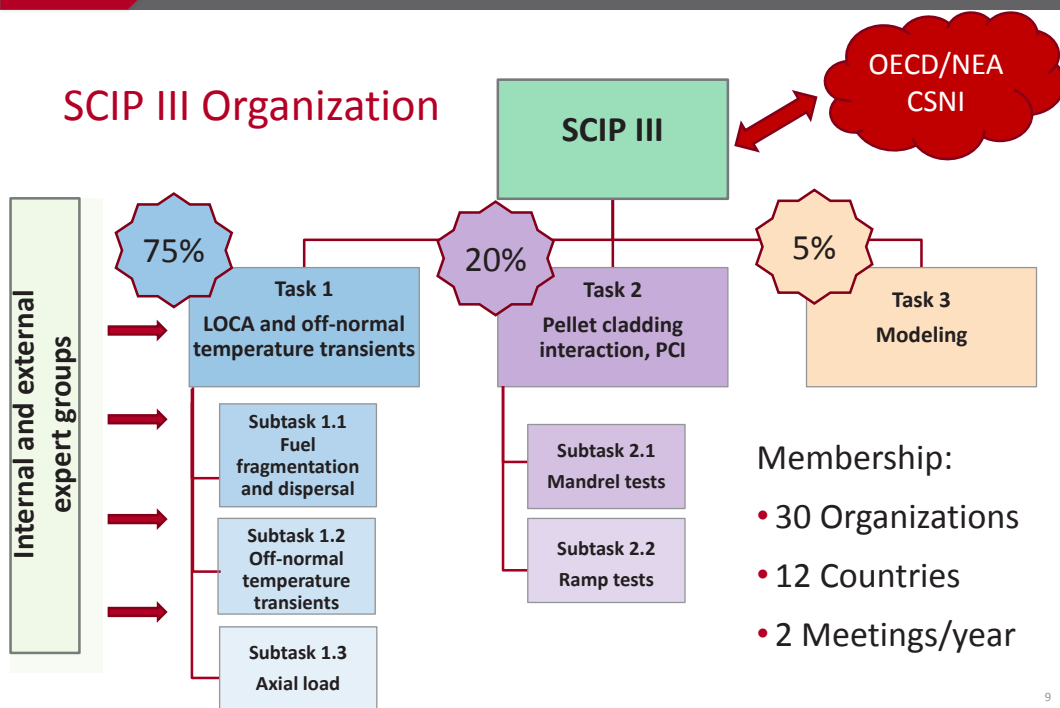 SCIP III Organization
SCIP III
OECD/NEA
CSNI
Internal and external
expert groups
75%
Task 1
LOCA and off-normal
temperature transients
20%
Task 2
Pellet cladding
interaction, PCI
5%
Task 3
Modeling
Subtask 1.1
Fuel
fragmentation
and dispersal
Subtask 1.2
Off-normal
temperature
transients
Subtask 1.3
Axial load
Subtask 2.1
Mandrel tests
Subtask 2.2
Ramp tests
Membership:
• 30 Organizations
• 12 Countries
• 2 Meetings/year
9